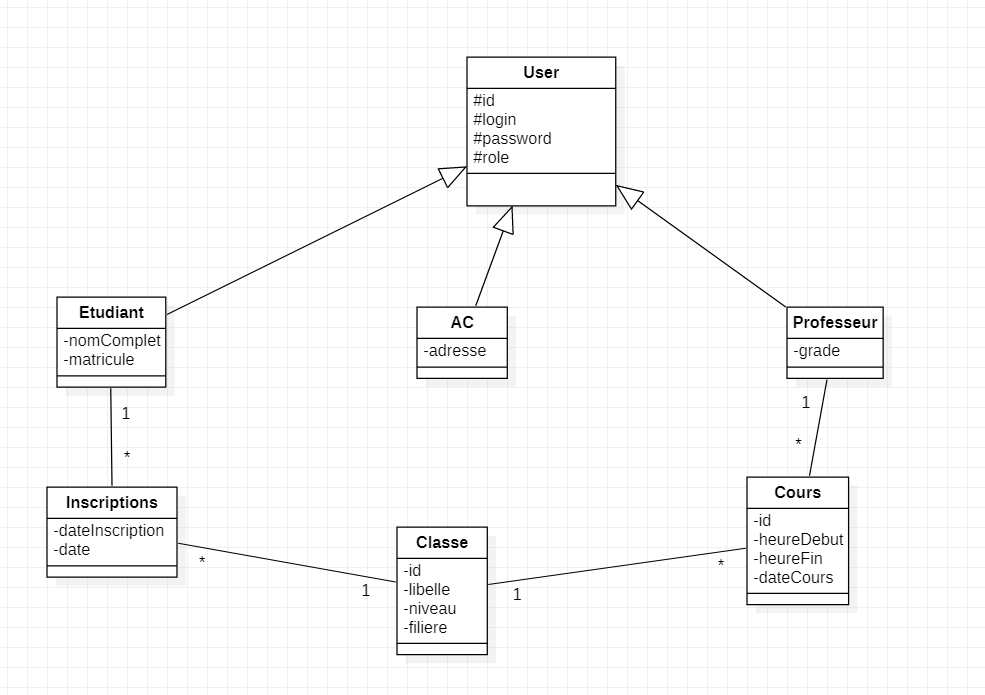 User
#id
#login
#password
#role
Etudiant
-nomComplet
-matricule
AC
-adresse
Professeur
-grade
1
*
1
*
Inscriptions
-dateInscription
-date
*
1
Classe
-id
-libelle
-niveau
-filiere
1
*
Cours
-id
-heureDebut
-heureFin
-dateCours